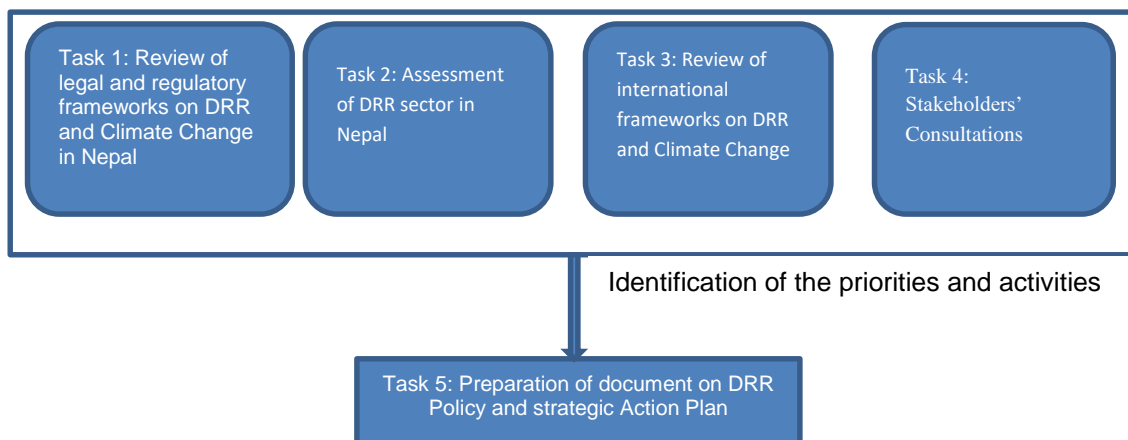 Task 1: Review of
legal and regulatory
frameworks on DRR
and Climate Change
in Nepal
Task 2: Assessment
of DRR sector in
Nepal
Task 3: Review of
international
frameworks on DRR
and Climate Change
Task 4:
Stakeholders’
Consultations
Identification of the priorities and activities
Task 5: Preparation of document on DRR
Policy and strategic Action Plan